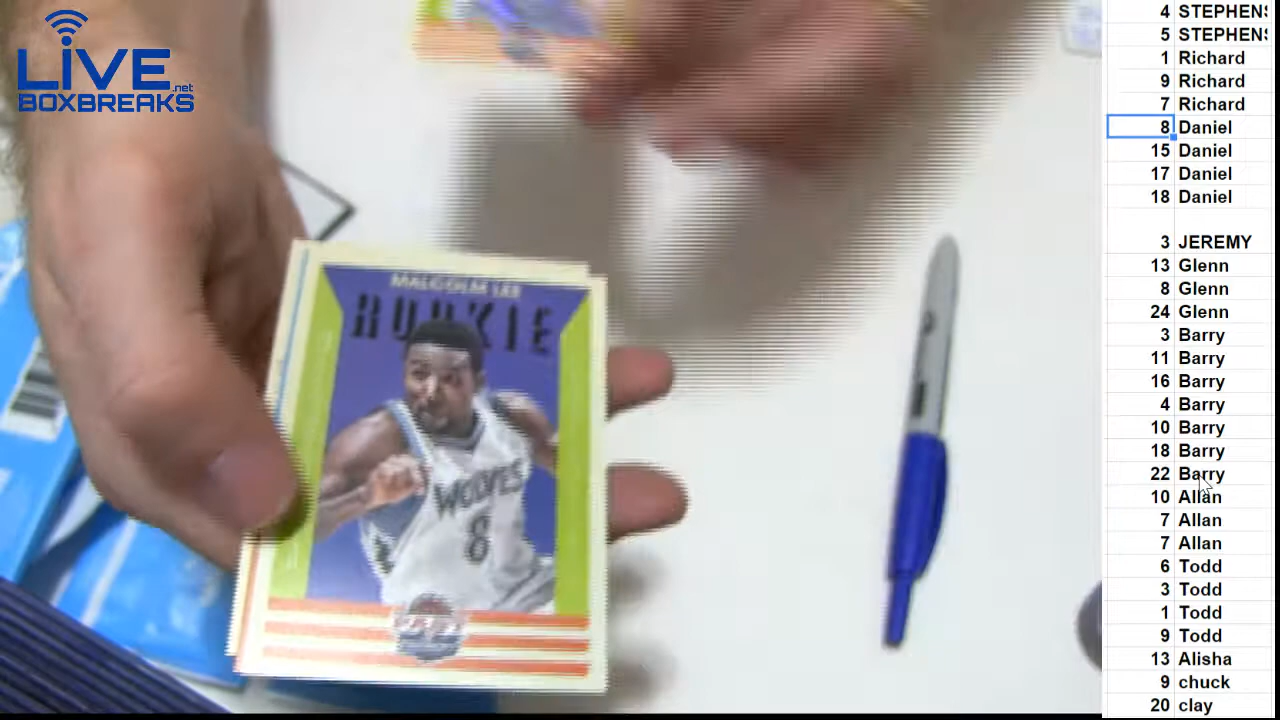 LiVE
.net
BOXBREAKS
MALCOLM LEE
ROOKIE
WOLVES
8
4 STEPHENS
5 STEPHENS
1 Richard
9 Richard
7 Richard
8 Daniel
15 Daniel
17 Daniel
18 Daniel
3 JEREMY
13 Glenn
8 Glenn
24 Glenn
3 Barry
11 Barry
16 Barry
4 Barry
10 Barry
18 Barry
22 Barry
10 Allan
7 Allan
7 Allan
6 Todd
3 Todd
1 Todd
9 Todd
13 Alisha
9 chuck
20 clay